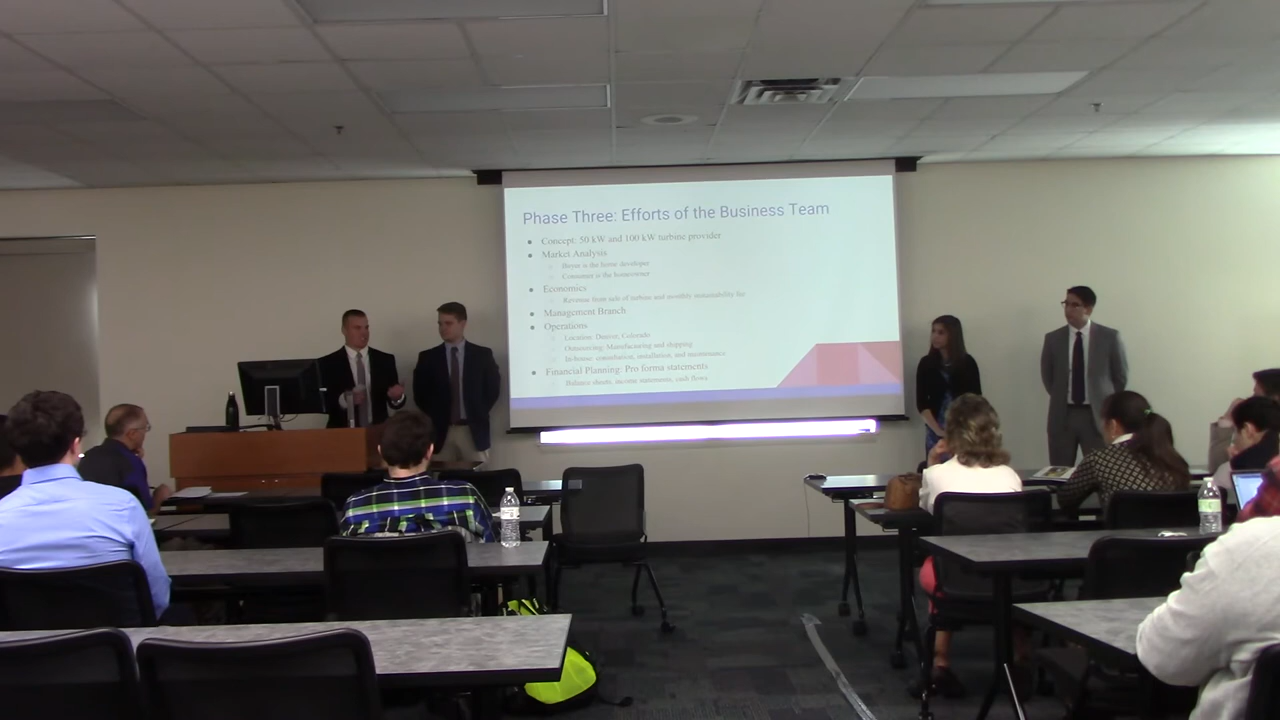 Phase Three: Efforts of the Business Team
Concept: 50 kW and 100 kW turbine provider
Market Analysis
Buyer is the home developer
Consumer is the homeowner
Economics
Revenue from sale of turbine and monthly sustainability fee
Management Branch
Operations
Location: Denver, Colorado
Outsourcing: Manufacturing and shipping
In-house: consultation, installation, and maintenance
Financial Planning: Pro forma statements
Balance sheets, income statements, cash flows